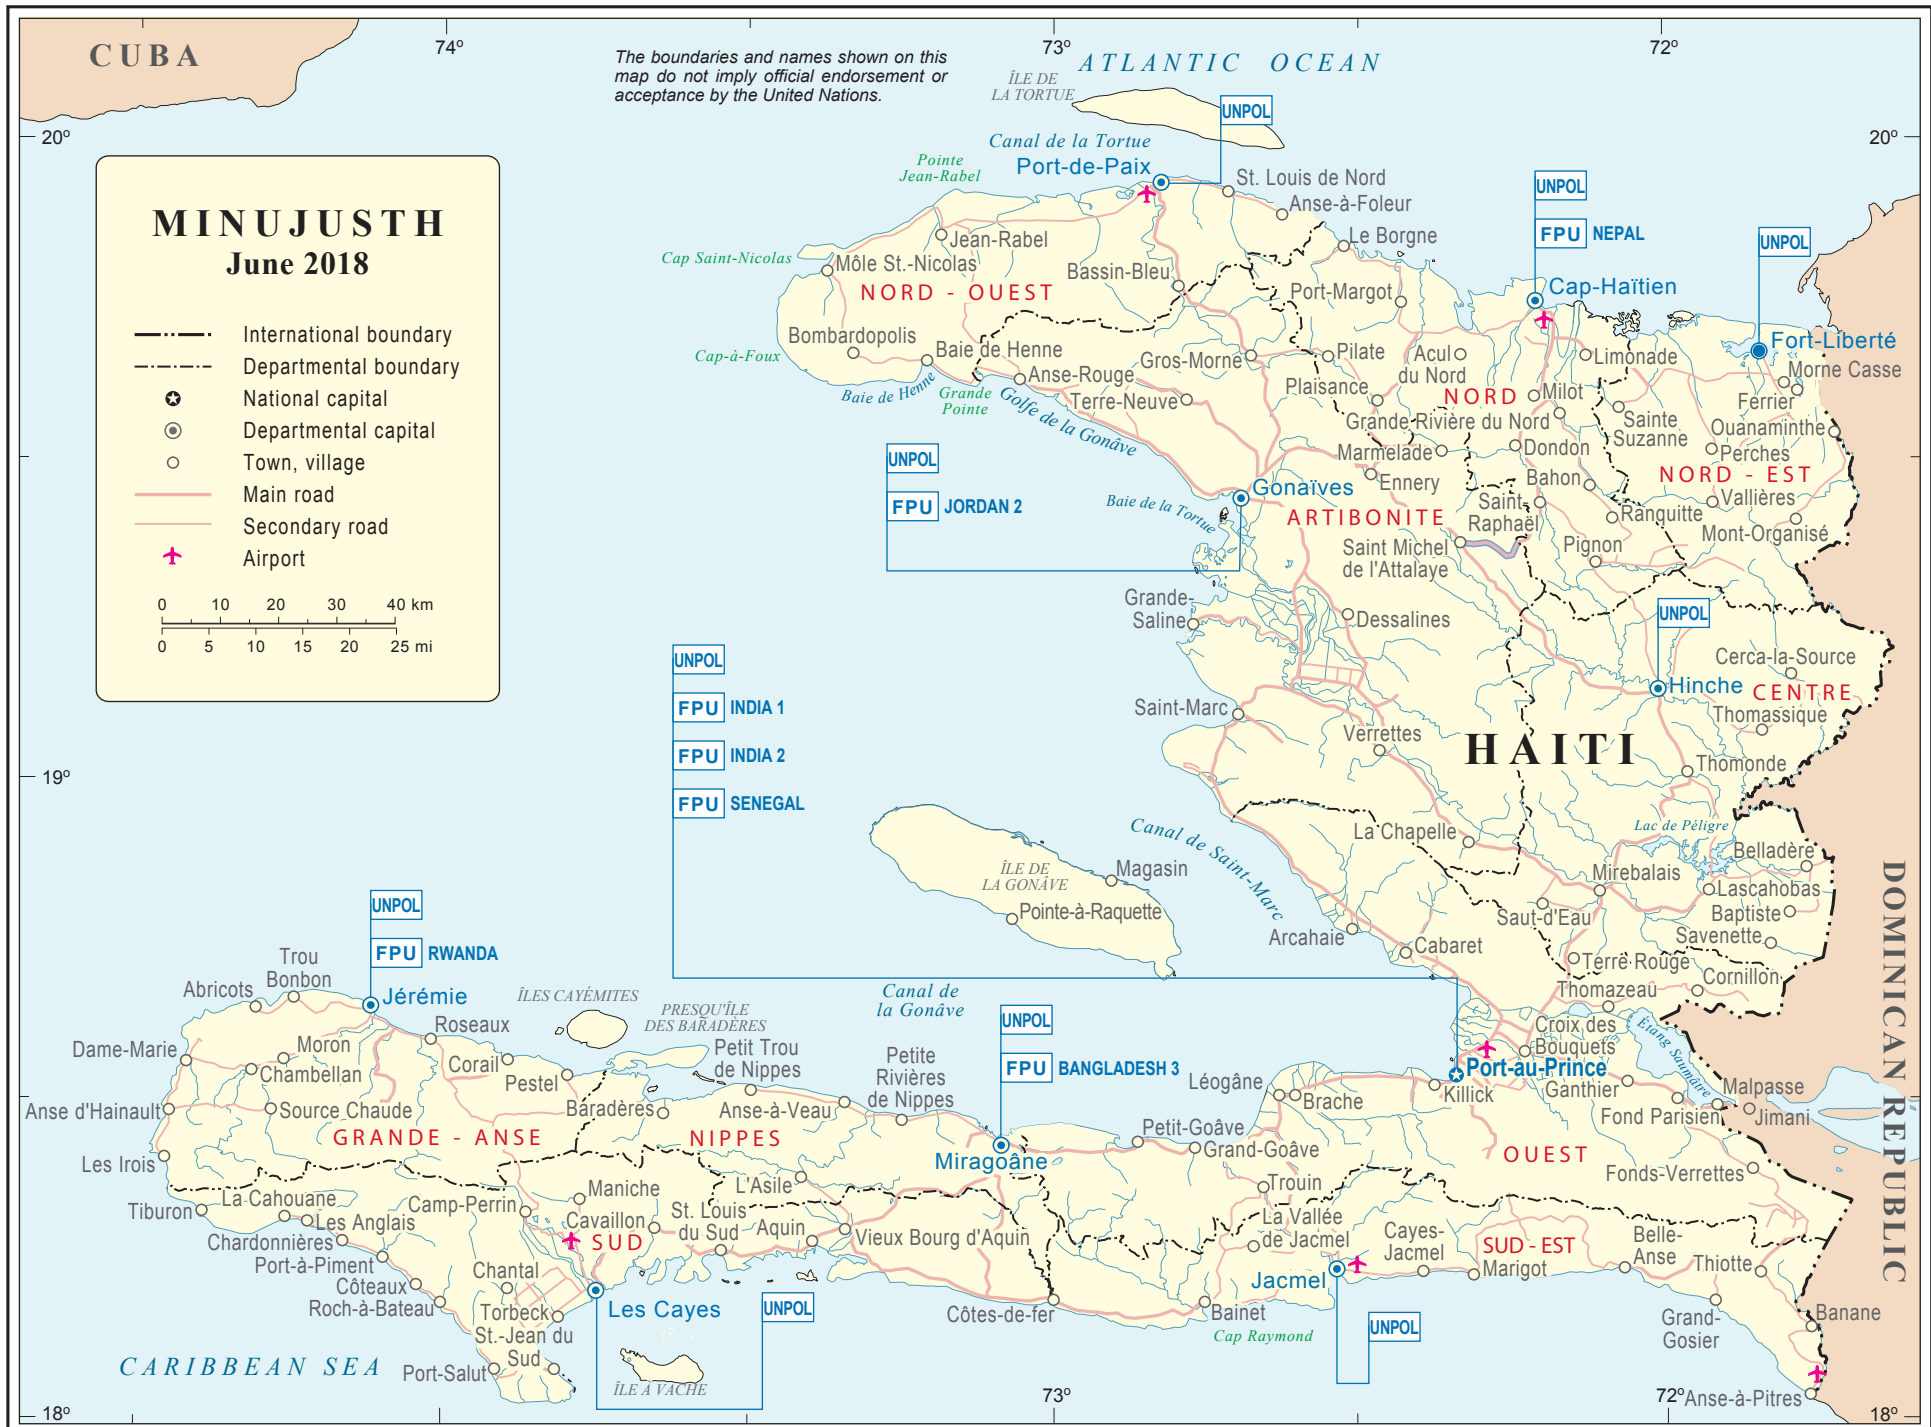 CUBA
74º
73º
72º
The boundaries and names shown on this
map do not imply official endorsement or
acceptance by the United Nations.
ATLANTIC OCEAN
ÎLE DE
LA TORTUE
UNPOL
20º
20º
Canal de la Tortue
Pointe
Jean-Rabel
Port-de-Paix
St. Louis de Nord
Anse-à-Foleur
UNPOL
FPU NEPAL
UNPOL
MINUJUSTH
June 2018
International boundary
Departmental boundary
National capital
Departmental capital
Town, village
Main road
Secondary road
Airport
0 10 20 30 40 km
0 5 10 15 20 25 mi
Cap Saint-Nicolas
Jean-Rabel
Môle St.-Nicolas
NORD - OUEST
Bassin-Bleu
Le Borgne
Port-Margot
Cap-Haïtien
Bombardopolis
Cap-à-Foux
Baie de Henne
Baie de Henne
Grande
Pointe
Anse-Rouge
Gros-Morne
Terre-Neuve
Golfe de la Gonâve
Pilate
Plaisance
Acul
du Nord
NORD
Milot
Limonade
Fort-Liberté
Morne Casse
Ferrier
Grande Rivière du Nord
Sainte
Suzanne
Ouanaminthe
Perches
Marmelade
Dondon
Ennery
Bahon
NORD - EST
Vallières
UNPOL
FPU JORDAN 2
Gonaïves
Baie de la Tortue
ARTIBONITE
Saint-
Raphaël
Ranquitte
Mont-Organisé
Saint Michel
de l'Attalaye
Pignon
Grande-
Saline
Dessalines
UNPOL
Cerca-la-Source
Hinche
CENTRE
Thomassique
UNPOL
FPU INDIA 1
FPU INDIA 2
FPU SENEGAL
Saint-Marc
Verrettes
HAITI
19º
Thomonde
Canal de Saint-Marc
La Chapelle
Lac de Péligre
Belladère
ÎLE DE
LA GONÂVE
Magasin
Pointe-à-Raquette
Mirebalais
Lascahobas
Saut-d'Eau
Baptiste
Arcahaie
Savenette
Cabaret
Terre Rouge
Cornillon
DOMINICAN REPUBLIC
UNPOL
FPU RWANDA
Trou
Bonbon
Abricots
Jérémie
ÎLES CAYÉMITES
PRESQU'ÎLE
DES BARADÈRES
Canal de
la Gonâve
Thomazeau
Croix des
Bouquets
Étang Saumâtre
UNPOL
FPU BANGLADESH 3
Roseaux
Dame-Marie
Moron
Chambellan
Corail
Pestel
Petit Trou
de Nippes
Petite
Rivières
de Nippes
Léogâne
Brache
Port-au-Prince
Killick
Ganthier
Malpasse
Fond Parisien
Jimani
Anse d'Hainault
Source Chaude
Baradères
Anse-à-Veau
GRANDE - ANSE
NIPPES
Petit-Goâve
Grand-Goâve
Miragoâne
OUEST
Les Irois
L'Asile
Trouin
Fonds-Verrettes
Tiburon
La Cahouane
Les Anglais
Camp-Perrin
Maniche
Cavaillon
SUD
St. Louis
du Sud
Aquin
Vieux Bourg d'Aquin
La Vallée
de Jacmel
Cayes-
Jacmel
SUD - EST
Belle-
Anse
Chardonnières
Port-à-Piment
Côteaux
Roch-à-Bateau
Chantal
Torbeck
St.-Jean du
Sud
Port-Salut
Les Cayes
UNPOL
Côtes-de-fer
Jacmel
Marigot
Thiotte
Bainet
Cap Raymond
UNPOL
Grand-
Gosier
Banane
CARIBBEAN SEA
ÎLE A VACHE
Anse-à-Pitres
73º
72º
18º